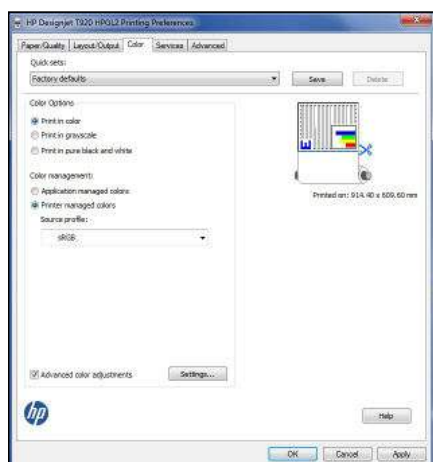 HP Designjet T920 HPGL2 Printing Preferences
Paper/Quality Layout/Output Color Services Advanced
Quick sets:
Factory defaults
Save Delete
Color Options
Print in color
Print in grayscale
Print in pure black and white
Color management:
Application managed colors
Printer managed colors
Source profile:
sRGB
Printed on: 914.40 x 609.60 mm
Advanced color adjustments Settings...
hp
Help
OK Cancel Apply